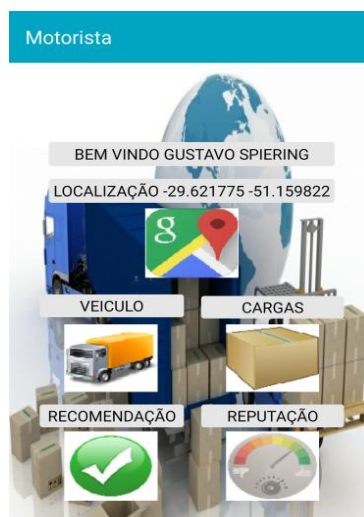 Motorista
BEM VINDO GUSTAVO SPIERING
LOCALIZAÇÃO -29.621775 -51.159822
g
VEICULO
CARGAS
RECOMENDAÇÃO
REPUTAÇÃO